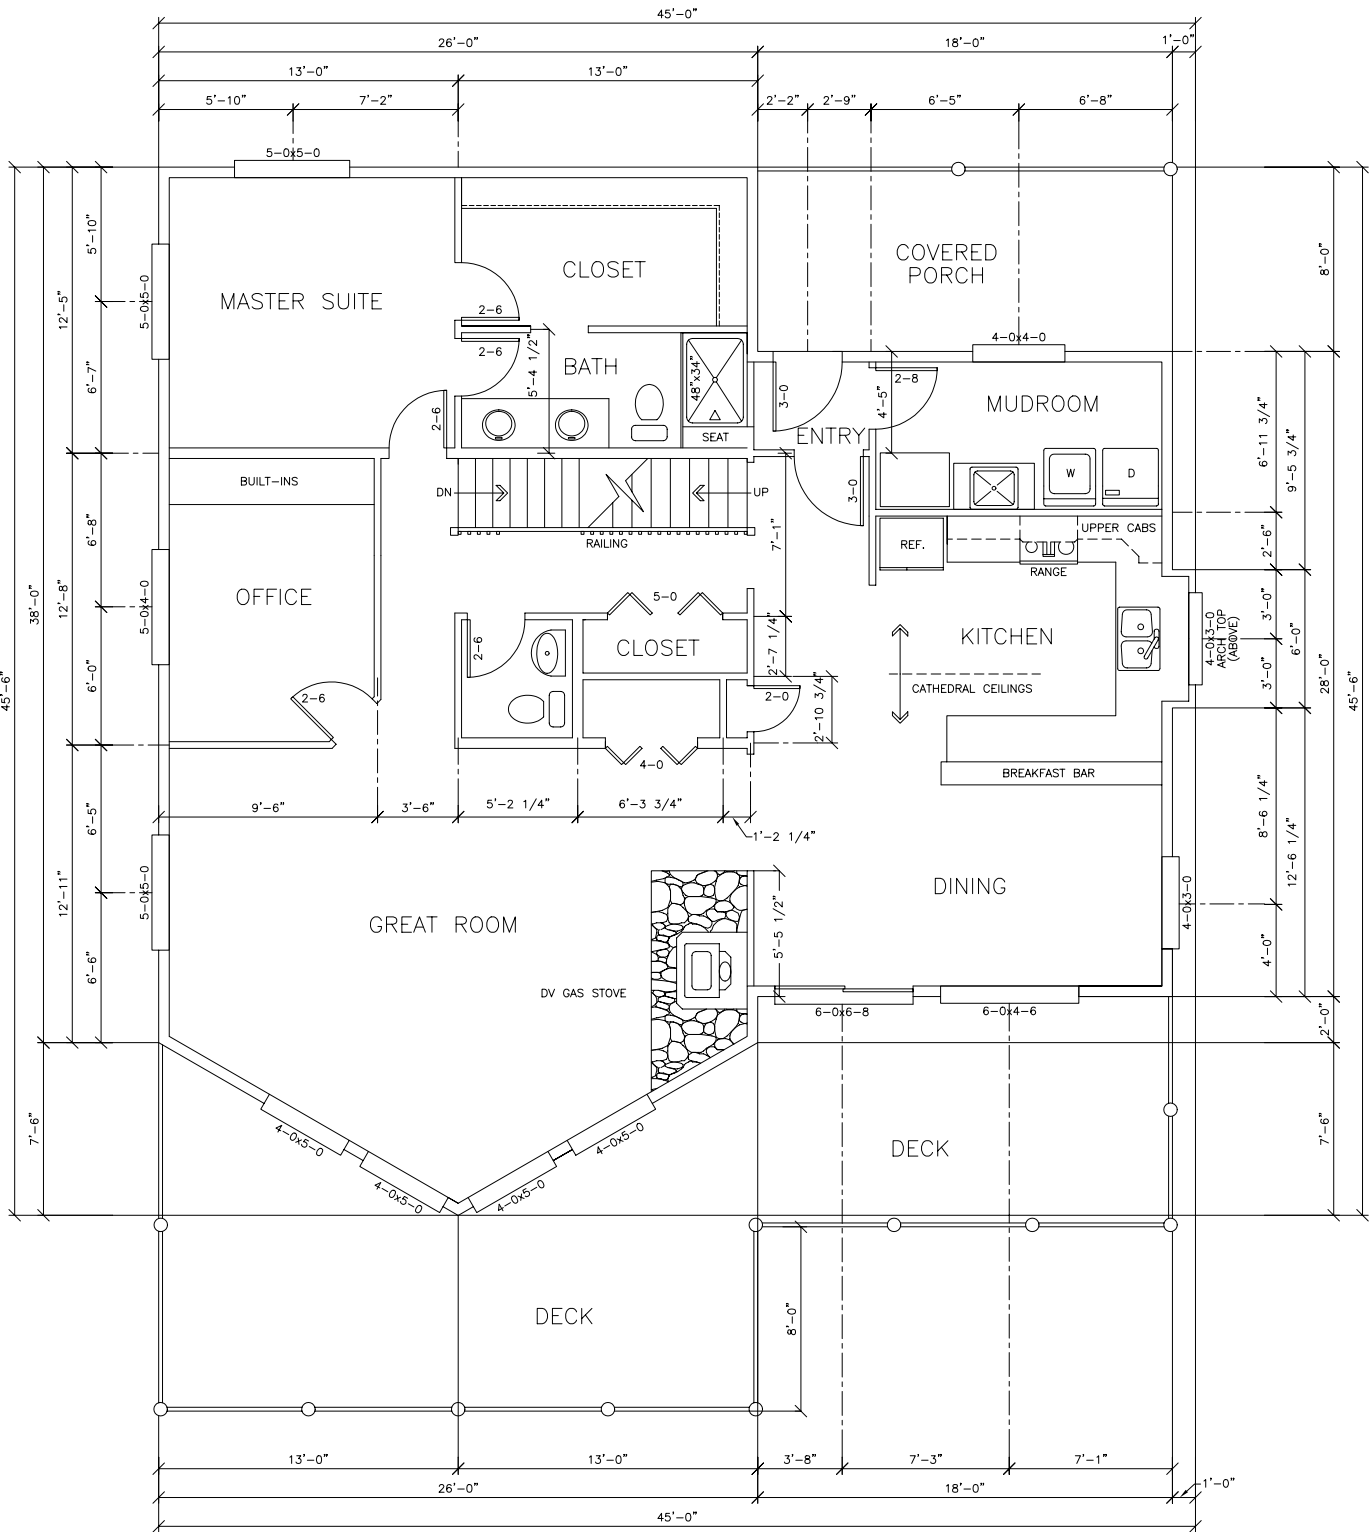 45'-0"
26'-0"
18'-0"
1'-0"
13'-0"
13'-0"
5'-10"
7'-2"
2'-2"
2'-9"
6'-5"
6'-8"
5-0x5-0
5'-10"
12'-5"
5-0x5-0
6'-7"
MASTER SUITE
CLOSET
2-6
2-6
5'-4 1/2"
BATH
48"x34"
SEAT
2-6
COVERED
PORCH
8'-0"
4-0x4-0
3-0
2-8
4'-5"
MUDROOM
ENTRY
3-0
W
D
6'-11 3/4"
9'-5 3/4"
BUILT-INS
DN
UP
RAILING
7'-1"
REF.
UPPER CABS
RANGE
2'-6"
6'-8"
12'-8"
38'-0"
45'-6"
5-0x4-0
6'-0"
OFFICE
2-6
2-6
5-0
CLOSET
2'-7 1/4"
2-0
2'-10 3/4"
4-0
KITCHEN
CATHEDRAL CEILINGS
BREAKFAST BAR
4-0x3-0
ARCH TOP
(ABOVE)
3'-0"
3'-0"
6'-0"
28'-0"
45'-6"
9'-6"
3'-6"
5'-2 1/4"
6'-3 3/4"
1'-2 1/4"
6'-5"
12'-11"
5-0x5-0
6'-6"
GREAT ROOM
DV GAS STOVE
5'-5 1/2"
DINING
4-0x3-0
8'-6 1/4"
12'-6 1/4"
4'-0"
6-0x6-8
6-0x4-6
2'-0"
7'-6"
4-0x5-0
4-0x5-0
4-0x5-0
4-0x5-0
DECK
7'-6"
DECK
8'-0"
13'-0"
13'-0"
3'-8"
7'-3"
7'-1"
26'-0"
18'-0"
1'-0"
45'-0"